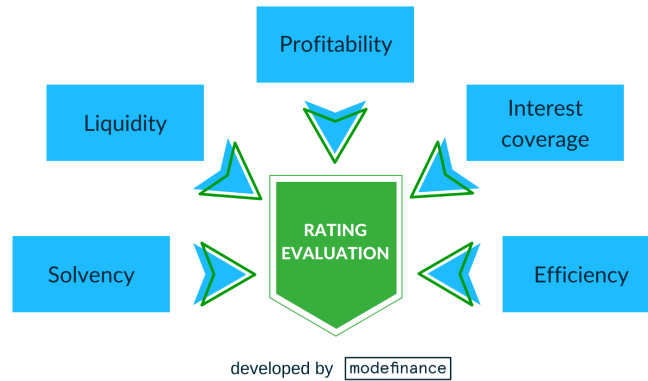 Profitability
Liquidity
Interest
coverage
RATING
EVALUATION
Solvency
Efficiency
developed by modefinance